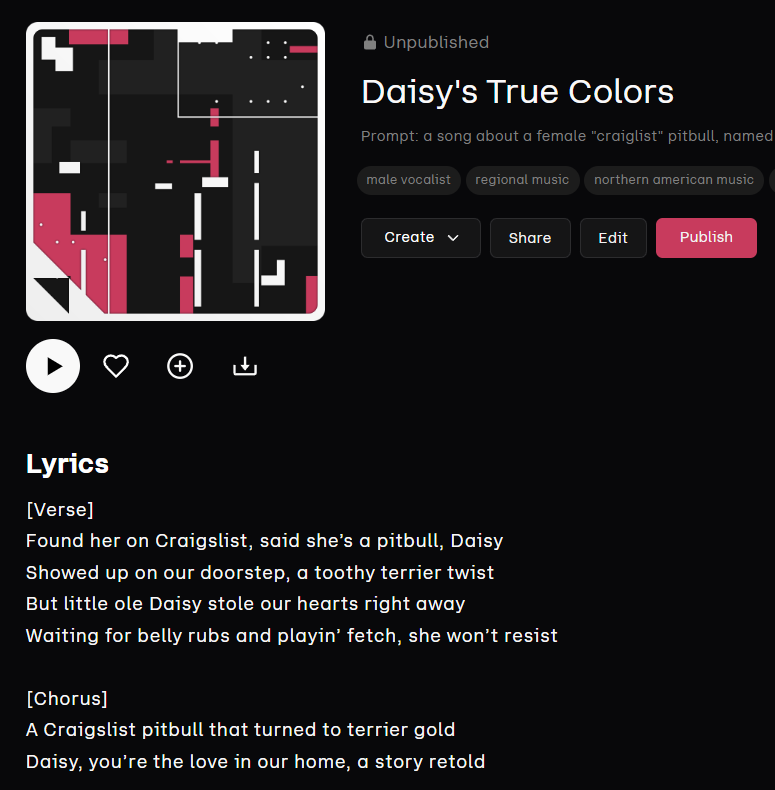 Unpublished
Daisy's True Colors
Prompt: a song about a female "craiglist" pitbull, named
male vocalist
regional music
northern american music
Create
Share
Edit
Publish
Lyrics
[Verse]
Found her on Craigslist, said she’s a pitbull, Daisy
Showed up on our doorstep, a toothy terrier twist
But little ole Daisy stole our hearts right away
Waiting for belly rubs and playin’ fetch, she won’t resist
[Chorus]
A Craigslist pitbull that turned to terrier gold
Daisy, you’re the love in our home, a story retold